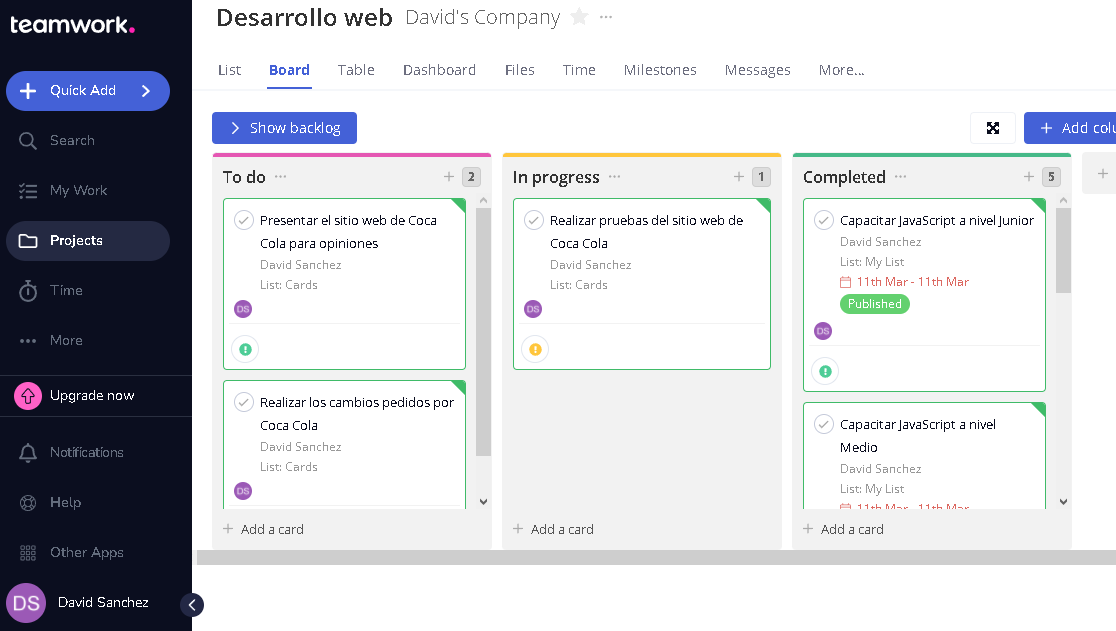 teamwork.
Quick Add
Search
My Work
Projects
Time
More
Upgrade now
Notifications
Help
Other Apps
DS
David Sanchez
Desarrollo web David's Company
List Board Table Dashboard Files Time Milestones Messages More...
Show backlog
Add colu
To do
2
Presentar el sitio web de Coca
Cola para opiniones
David Sanchez
List: Cards
DS
Realizar los cambios pedidos por
Coca Cola
David Sanchez
List: Cards
DS
Add a card
In progress
1
Realizar pruebas del sitio web de
Coca Cola
David Sanchez
List: Cards
DS
Add a card
Completed
5
Capacitar JavaScript a nivel Junior
David Sanchez
List: My List
11th Mar - 11th Mar
Published
DS
Capacitar JavaScript a nivel
Medio
David Sanchez
List: My List
11th Mar - 11th Mar
Add a card